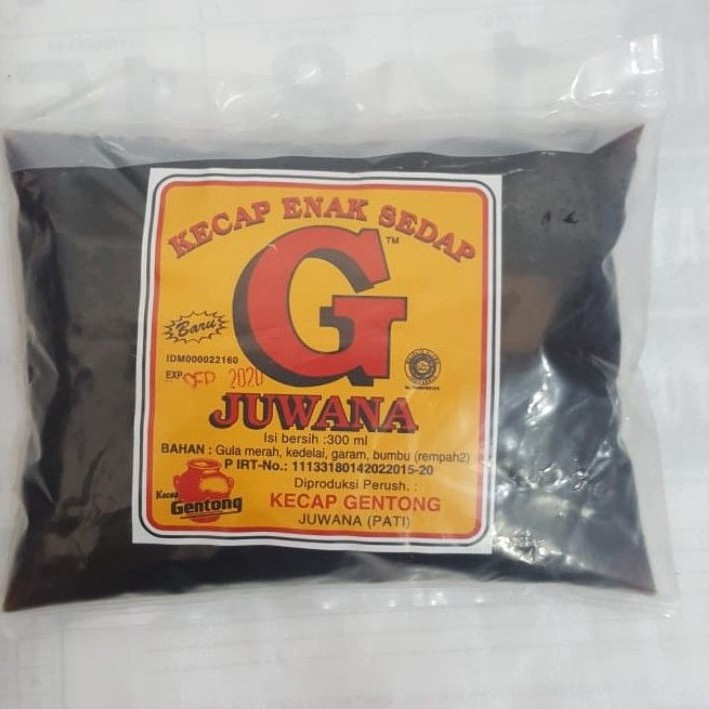 KECAP ENAK SEDAP
G™
Baru
IDM000022160
EXP SEP 2020
JUWANA
Isi bersih :300 ml
BAHAN : Gula merah, kedelai, garam, bumbu (rempah2)
P IRT-No.: 11133180142022015-20
Diproduksi Perush. :
Kecap Gentong
KECAP GENTONG
JUWANA (PATI)